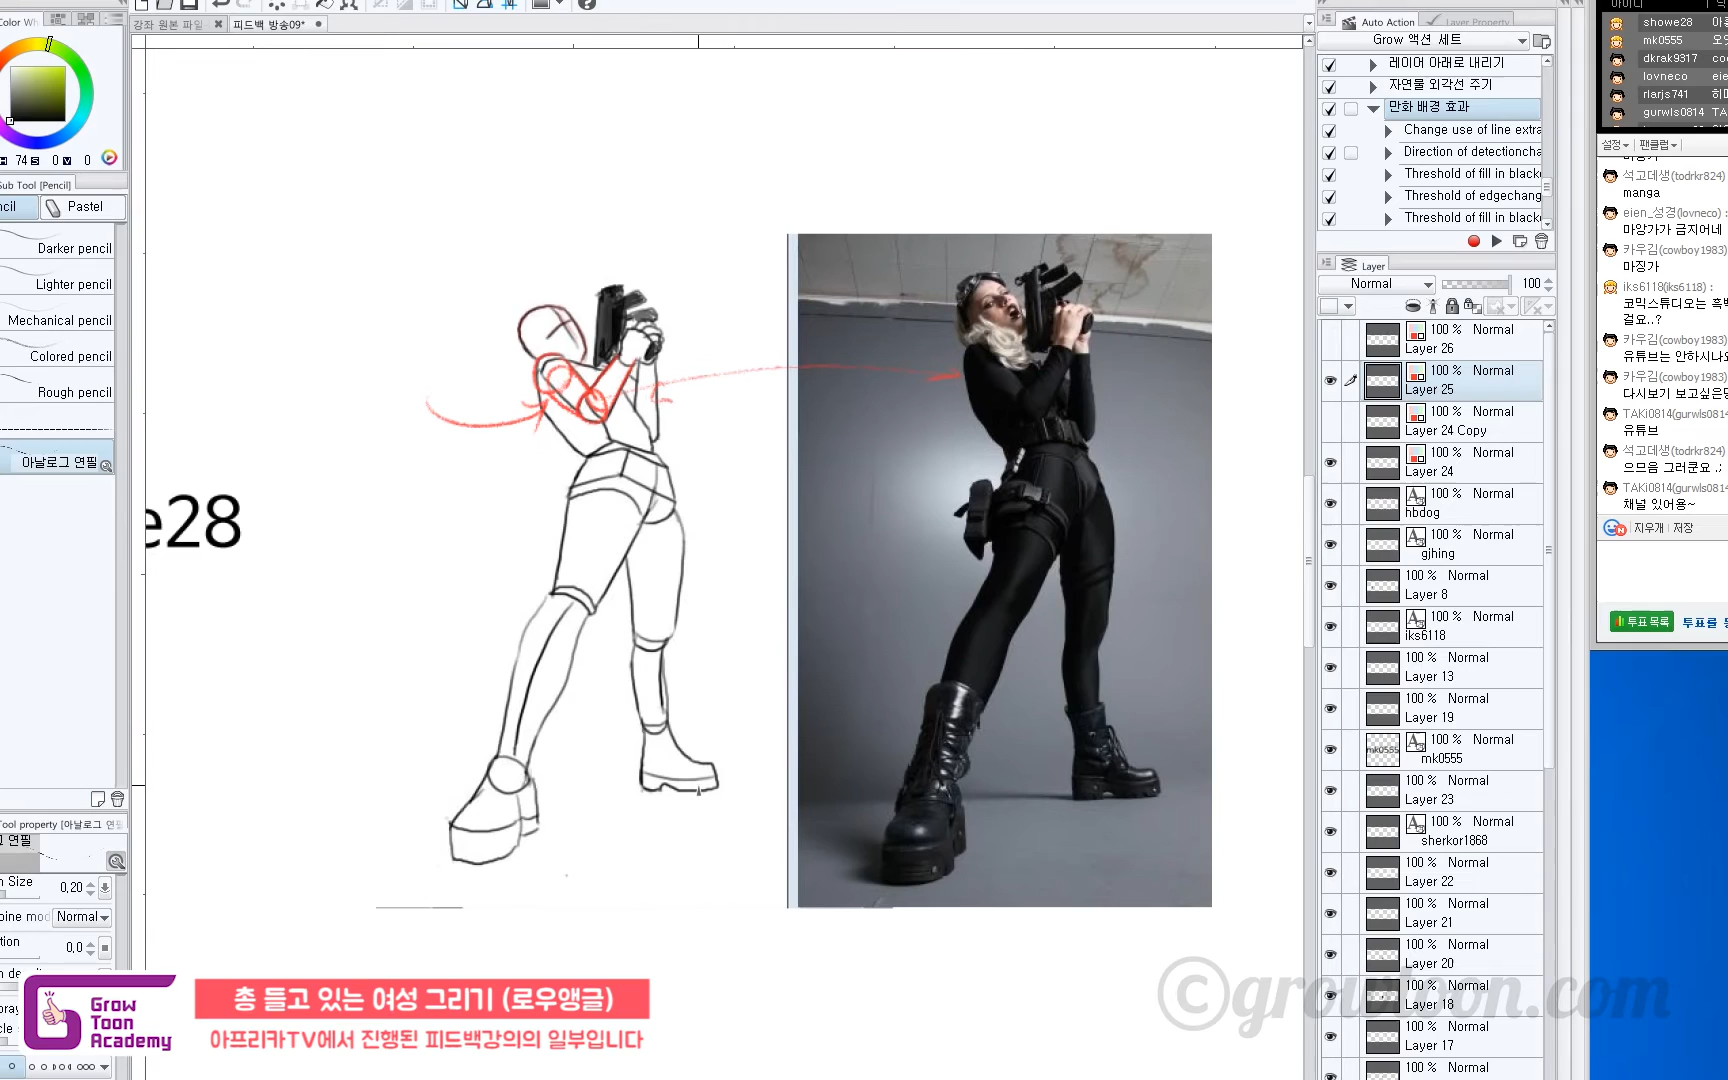 강좌 원본 파일
피드백 방송09*
Color Wh
74 S 0 V 0
Sub Tool [Pencil]
Pastel
Darker pencil
Lighter pencil
Mechanical pencil
Colored pencil
Rough pencil
아날로그 연필
Tool property [아날로그 연필
Size 0,20
Normal
0,0
e28
Grow
Toon
Academy
총 들고 있는 여성 그리기 (로우앵글)
아프리카TV에서 진행된 피드백강의의 일부입니다
©growtoon.com
Auto Action
Layer Property
Grow 액션 세트
레이어 아래로 내리기
자연물 외각선 주기
만화 배경 효과
Change use of line extra
Direction of detectioncha
Threshold of fill in black
Threshold of edgechang
Threshold of fill in black
Layer
Normal 100
100 % Normal
Layer 26
100 % Normal
Layer 25
100 % Normal
Layer 24 Copy
100 % Normal
Layer 24
100 % Normal
hbdog
100 % Normal
gjhing
100 % Normal
Layer 8
100 % Normal
iks6118
100 % Normal
Layer 13
100 % Normal
Layer 19
100 % Normal
mk0555
mk0555
100 % Normal
Layer 23
100 % Normal
sherkor1868
100 % Normal
Layer 22
100 % Normal
Layer 21
100 % Normal
Layer 20
100 % Normal
Layer 18
100 % Normal
Layer 17
100 % Normal
아이디
showe28
mk0555
dkrak9317
lovneco eie
rlarjs741
gurwls0814 TA
설정 팬클럽
석고데생(todrkr824)
manga
eien_성경(lovneco) :
마앙가가 금지어네
카우김(cowboy1983)
마징가
iks6118(iks6118) :
코믹스튜디오는 흑백
걸요..?
카우김(cowboy1983)
유튜브는 안하시나요
카우김(cowboy1983)
다시보기 보고싶은데
TAKi0814(gurwls0814
유튜브
석고데생(todrkr824)
으므음 그러쿤요 .;
TAKi0814(gurwls0814
채널 있어용~
지우개 저장
투표목록 투표를